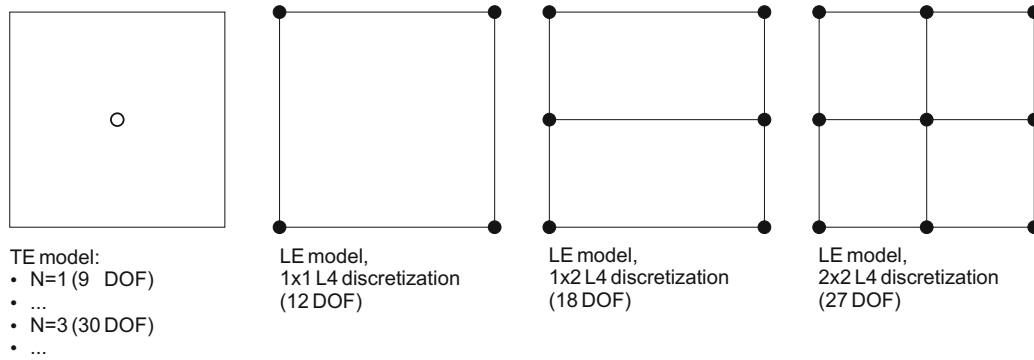 TE model:
• N=1 (9 DOF)
• ...
• N=3 (30 DOF)
• ...
LE model,
1x1 L4 discretization
(12 DOF)
LE model,
1x2 L4 discretization
(18 DOF)
LE model,
2x2 L4 discretization
(27 DOF)